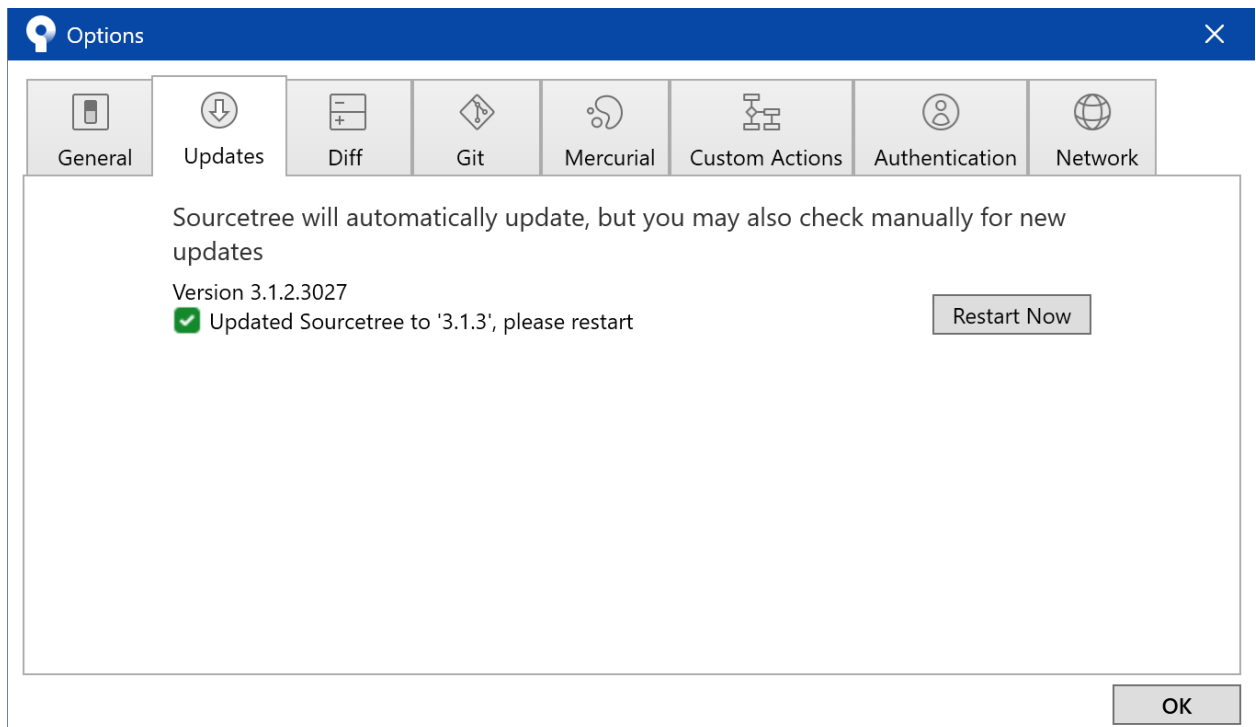 Options
General
Updates
Diff
Git
Mercurial
Custom Actions
Authentication
Network
Sourcetree will automatically update, but you may also check manually for new
updates
Version 3.1.2.3027
Updated Sourcetree to '3.1.3', please restart
Restart Now
OK